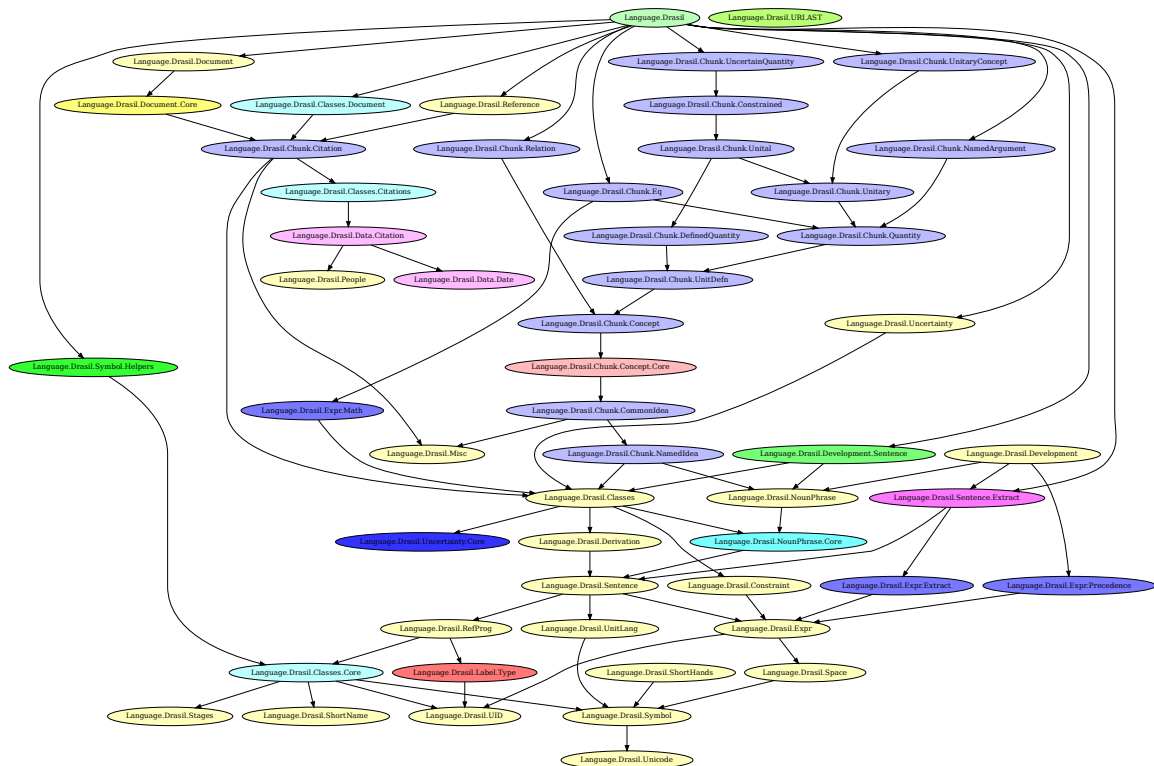 Language.Drasil
Language.Drasil.URLAST
Language.Drasil.Document
Language.Drasil.Chunk.UncertainQuantity
Language.Drasil.Chunk.UnitaryConcept
Language.Drasil.Document.Core
Language.Drasil.Classes.Document
Language.Drasil.Reference
Language.Drasil.Chunk.Constrained
Language.Drasil.Chunk.Citation
Language.Drasil.Chunk.Relation
Language.Drasil.Chunk.Unital
Language.Drasil.Chunk.NamedArgument
Language.Drasil.Classes.Citations
Language.Drasil.Chunk.Eq
Language.Drasil.Chunk.Unitary
Language.Drasil.Data.Citation
Language.Drasil.Chunk.DefinedQuantity
Language.Drasil.Chunk.Quantity
Language.Drasil.People
Language.Drasil.Data.Date
Language.Drasil.Chunk.UnitDefn
Language.Drasil.Chunk.Concept
Language.Drasil.Uncertainty
Language.Drasil.Symbol.Helpers
Language.Drasil.Chunk.Concept.Core
Language.Drasil.Expr.Math
Language.Drasil.Chunk.CommonIdea
Language.Drasil.Misc
Language.Drasil.Chunk.NamedIdea
Language.Drasil.Development.Sentence
Language.Drasil.Development
Language.Drasil.Classes
Language.Drasil.NounPhrase
Language.Drasil.Sentence.Extract
Language.Drasil.Uncertainty.Core
Language.Drasil.Derivation
Language.Drasil.NounPhrase.Core
Language.Drasil.Sentence
Language.Drasil.Constraint
Language.Drasil.Expr.Extract
Language.Drasil.Expr.Precedence
Language.Drasil.RefProg
Language.Drasil.UnitLang
Language.Drasil.Expr
Language.Drasil.Classes.Core
Language.Drasil.Label.Type
Language.Drasil.ShortHands
Language.Drasil.Space
Language.Drasil.Stages
Language.Drasil.ShortName
Language.Drasil.UID
Language.Drasil.Symbol
Language.Drasil.Unicode